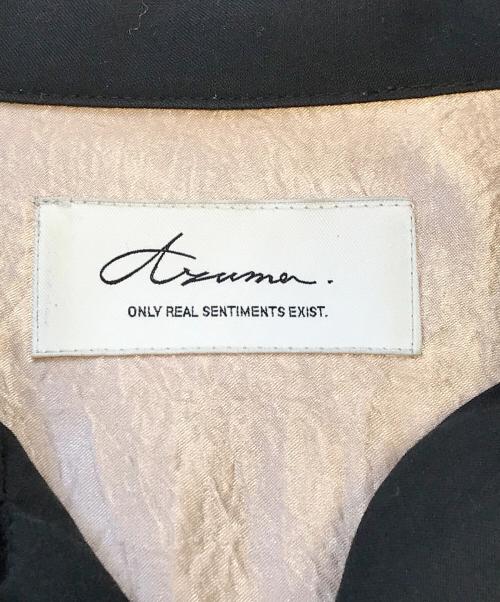 Azuma.
ONLY REAL SENTIMENTS EXIST.